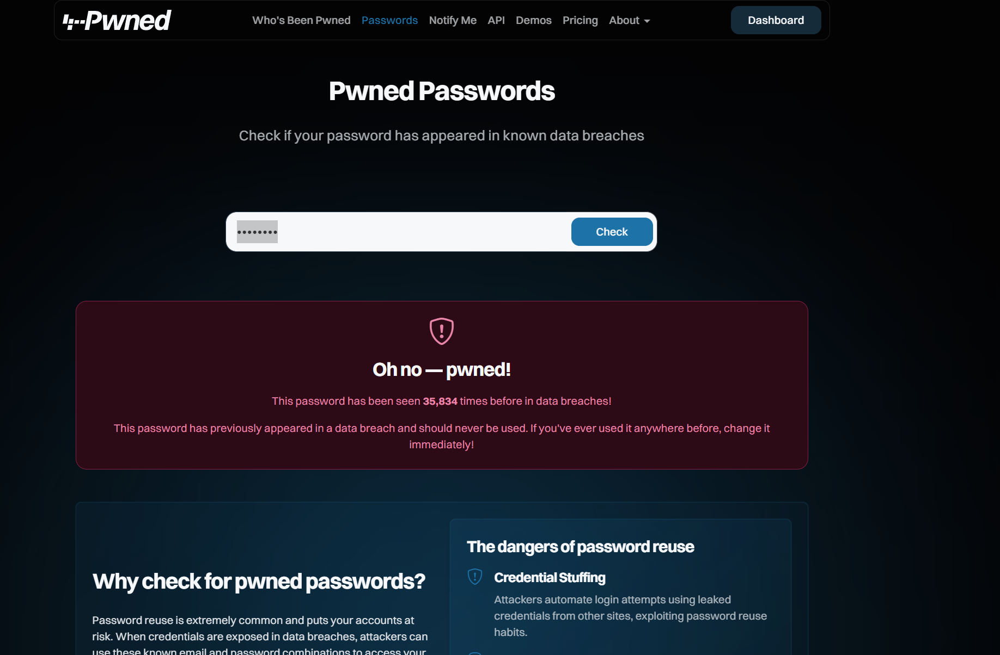 Pwned
Who's Been Pwned Passwords Notify Me API Demos Pricing About
Dashboard
Pwned Passwords
Check if your password has appeared in known data breaches
••••••••
Check
Oh no — pwned!
This password has been seen 35,834 times before in data breaches!
This password has previously appeared in a data breach and should never be used. If you've ever used it anywhere before, change it
immediately!
Why check for pwned passwords?
Password reuse is extremely common and puts your accounts at
risk. When credentials are exposed in data breaches, attackers can
use these known email and password combinations to access your
The dangers of password reuse
Credential Stuffing
Attackers automate login attempts using leaked
credentials from other sites, exploiting password reuse
habits.